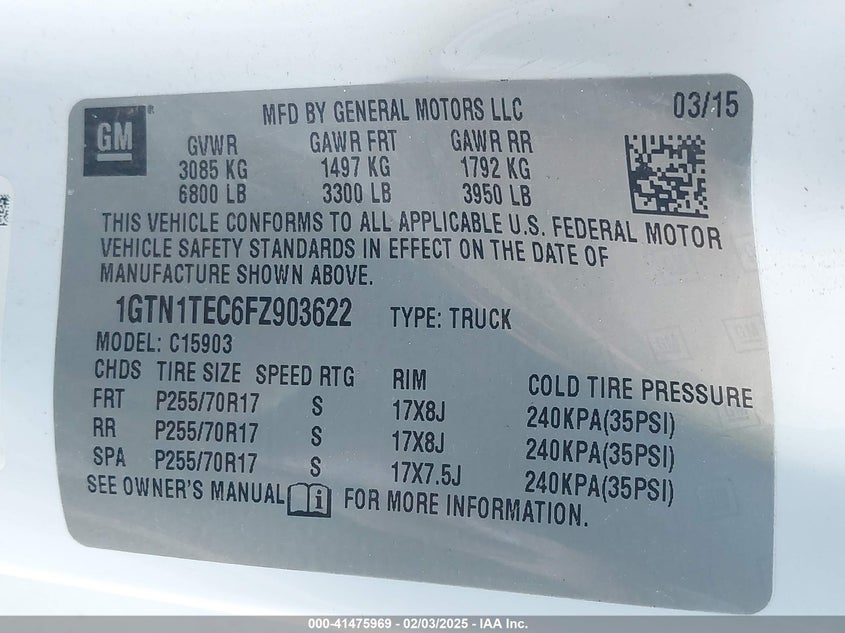 GM® MFD BY GENERAL MOTORS LLC 03/15
GVWR GAWR FRT GAWR RR
3085 KG 1497 KG 1792 KG
6800 LB 3300 LB 3950 LB
THIS VEHICLE CONFORMS TO ALL APPLICABLE U.S. FEDERAL MOTOR
VEHICLE SAFETY STANDARDS IN EFFECT ON THE DATE OF
MANUFACTURE SHOWN ABOVE.
1GTN1TEC6FZ903622 TYPE: TRUCK
MODEL: C15903
CHDS TIRE SIZE SPEED RTG RIM COLD TIRE PRESSURE
FRT P255/70R17 S 17X8J 240KPA(35PSI)
RR P255/70R17 S 17X8J 240KPA(35PSI)
SPA P255/70R17 S 17X7.5J 240KPA(35PSI)
SEE OWNER'S MANUAL i FOR MORE INFORMATION.
000-41475969 - 02/03/2025 - IAA Inc.